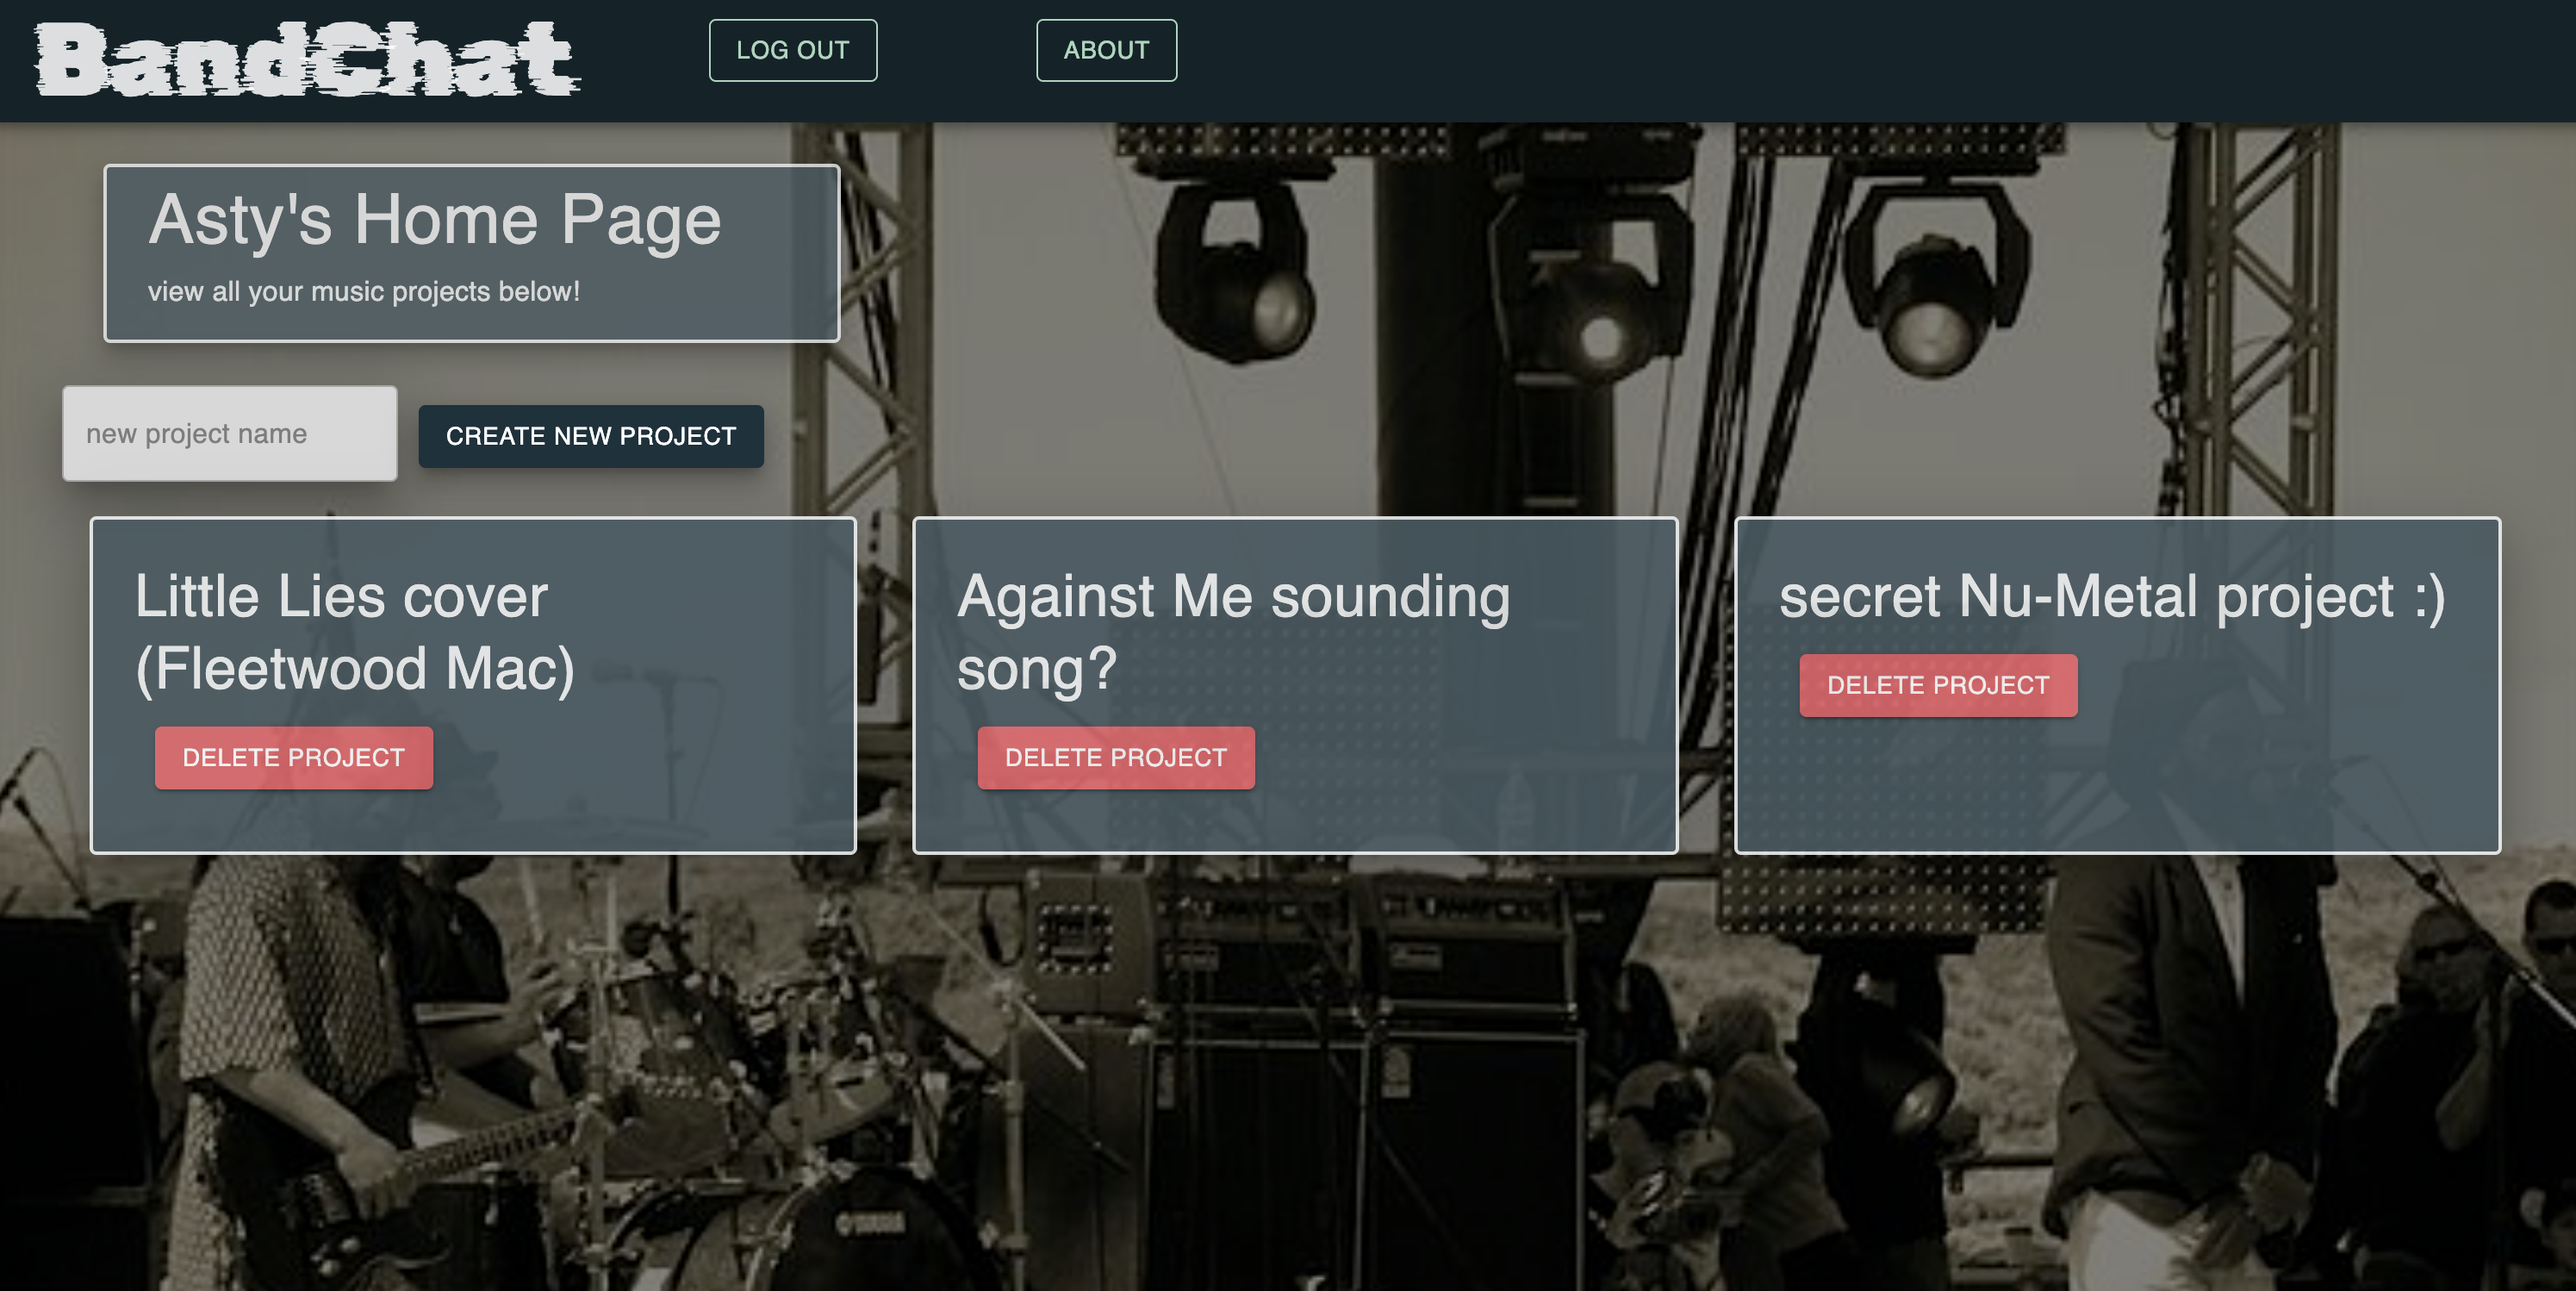 BandChat
LOG OUT
ABOUT
Asty's Home Page
view all your music projects below!
new project name
CREATE NEW PROJECT
Little Lies cover
(Fleetwood Mac)
DELETE PROJECT
Against Me sounding
song?
DELETE PROJECT
secret Nu-Metal project :)
DELETE PROJECT
YAMAHA